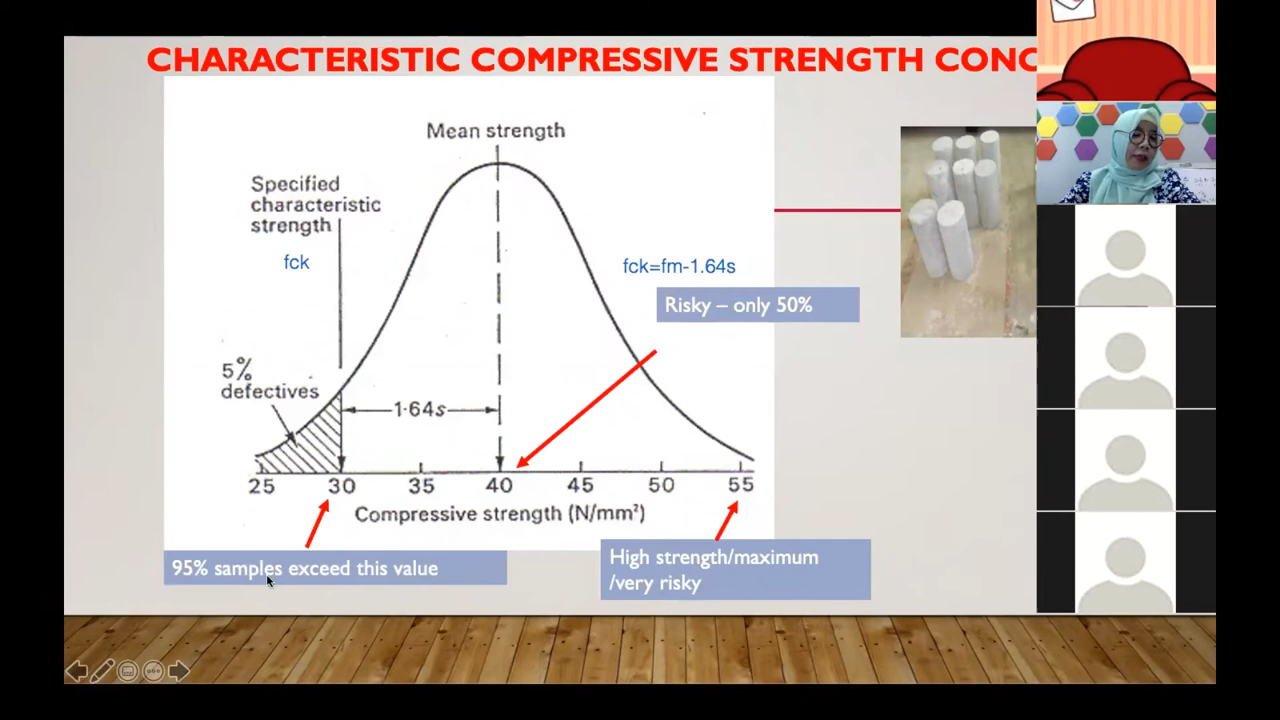 CHARACTERISTIC COMPRESSIVE STRENGTH CONC
Mean strength
Specified
characteristic
strength
fck
fck=fm-1.64s
Risky – only 50%
5%
defectives
1·64s
25 30 35 40 45 50 55
Compressive strength (N/mm²)
95% samples exceed this value
High strength/maximum
/very risky